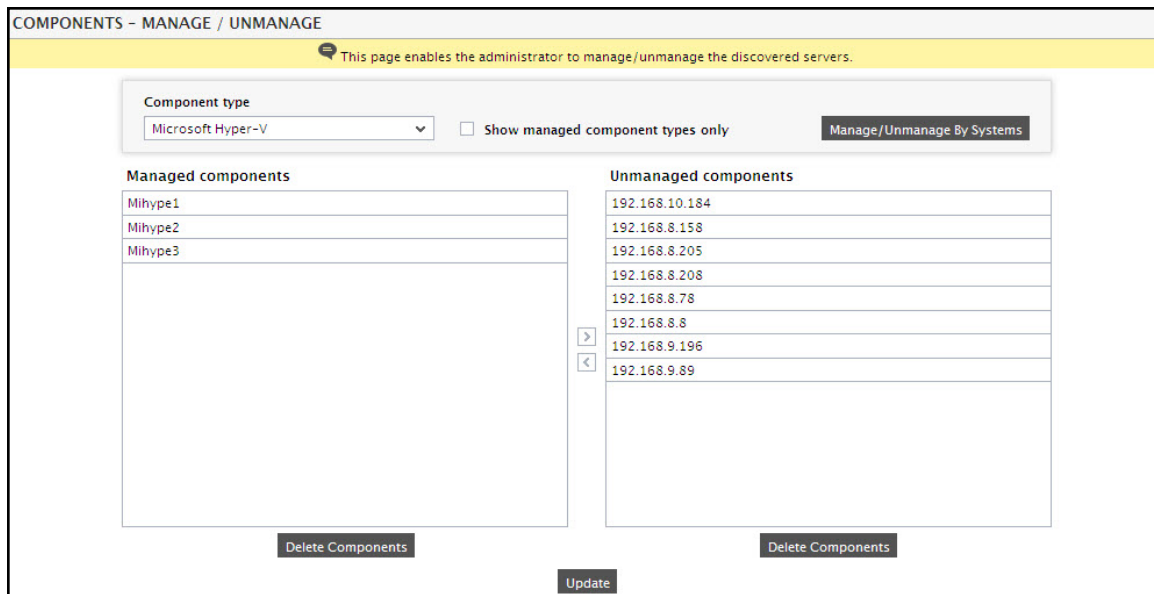 COMPONENTS - MANAGE / UNMANAGE
This page enables the administrator to manage/unmanage the discovered servers.
Component type
Microsoft Hyper-V
Show managed component types only
Manage/Unmanage By Systems
Managed components
Unmanaged components
Mihype1
Mihype2
Mihype3
192.168.10.184
192.168.8.158
192.168.8.205
192.168.8.208
192.168.8.78
192.168.8.8
192.168.9.196
192.168.9.89
>
<
Delete Components
Delete Components
Update